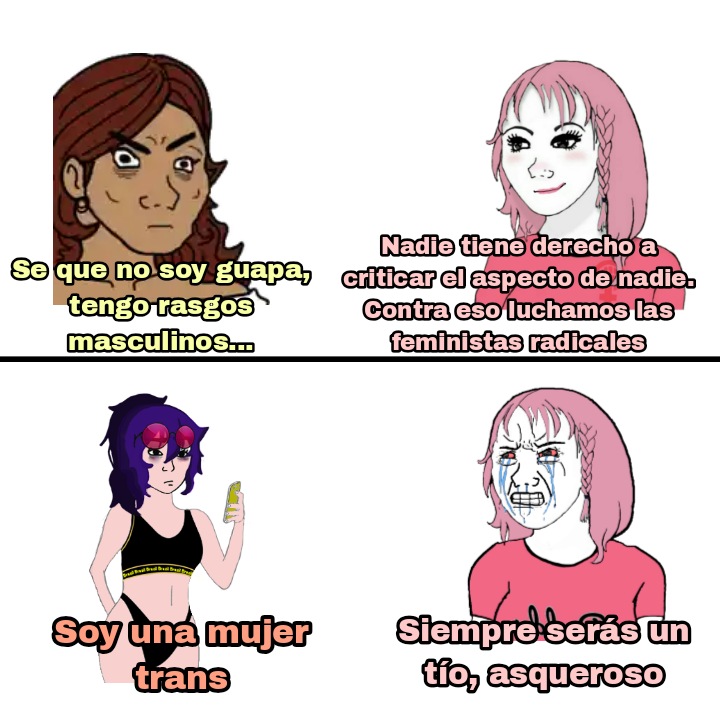 Se que no soy guapa,
tengo rasgos
masculinos...
Nadie tiene derecho a
criticar el aspecto de nadie.
Contra eso luchamos las
feministas radicales
Soy una mujer
trans
Siempre serás un
tío, asqueroso